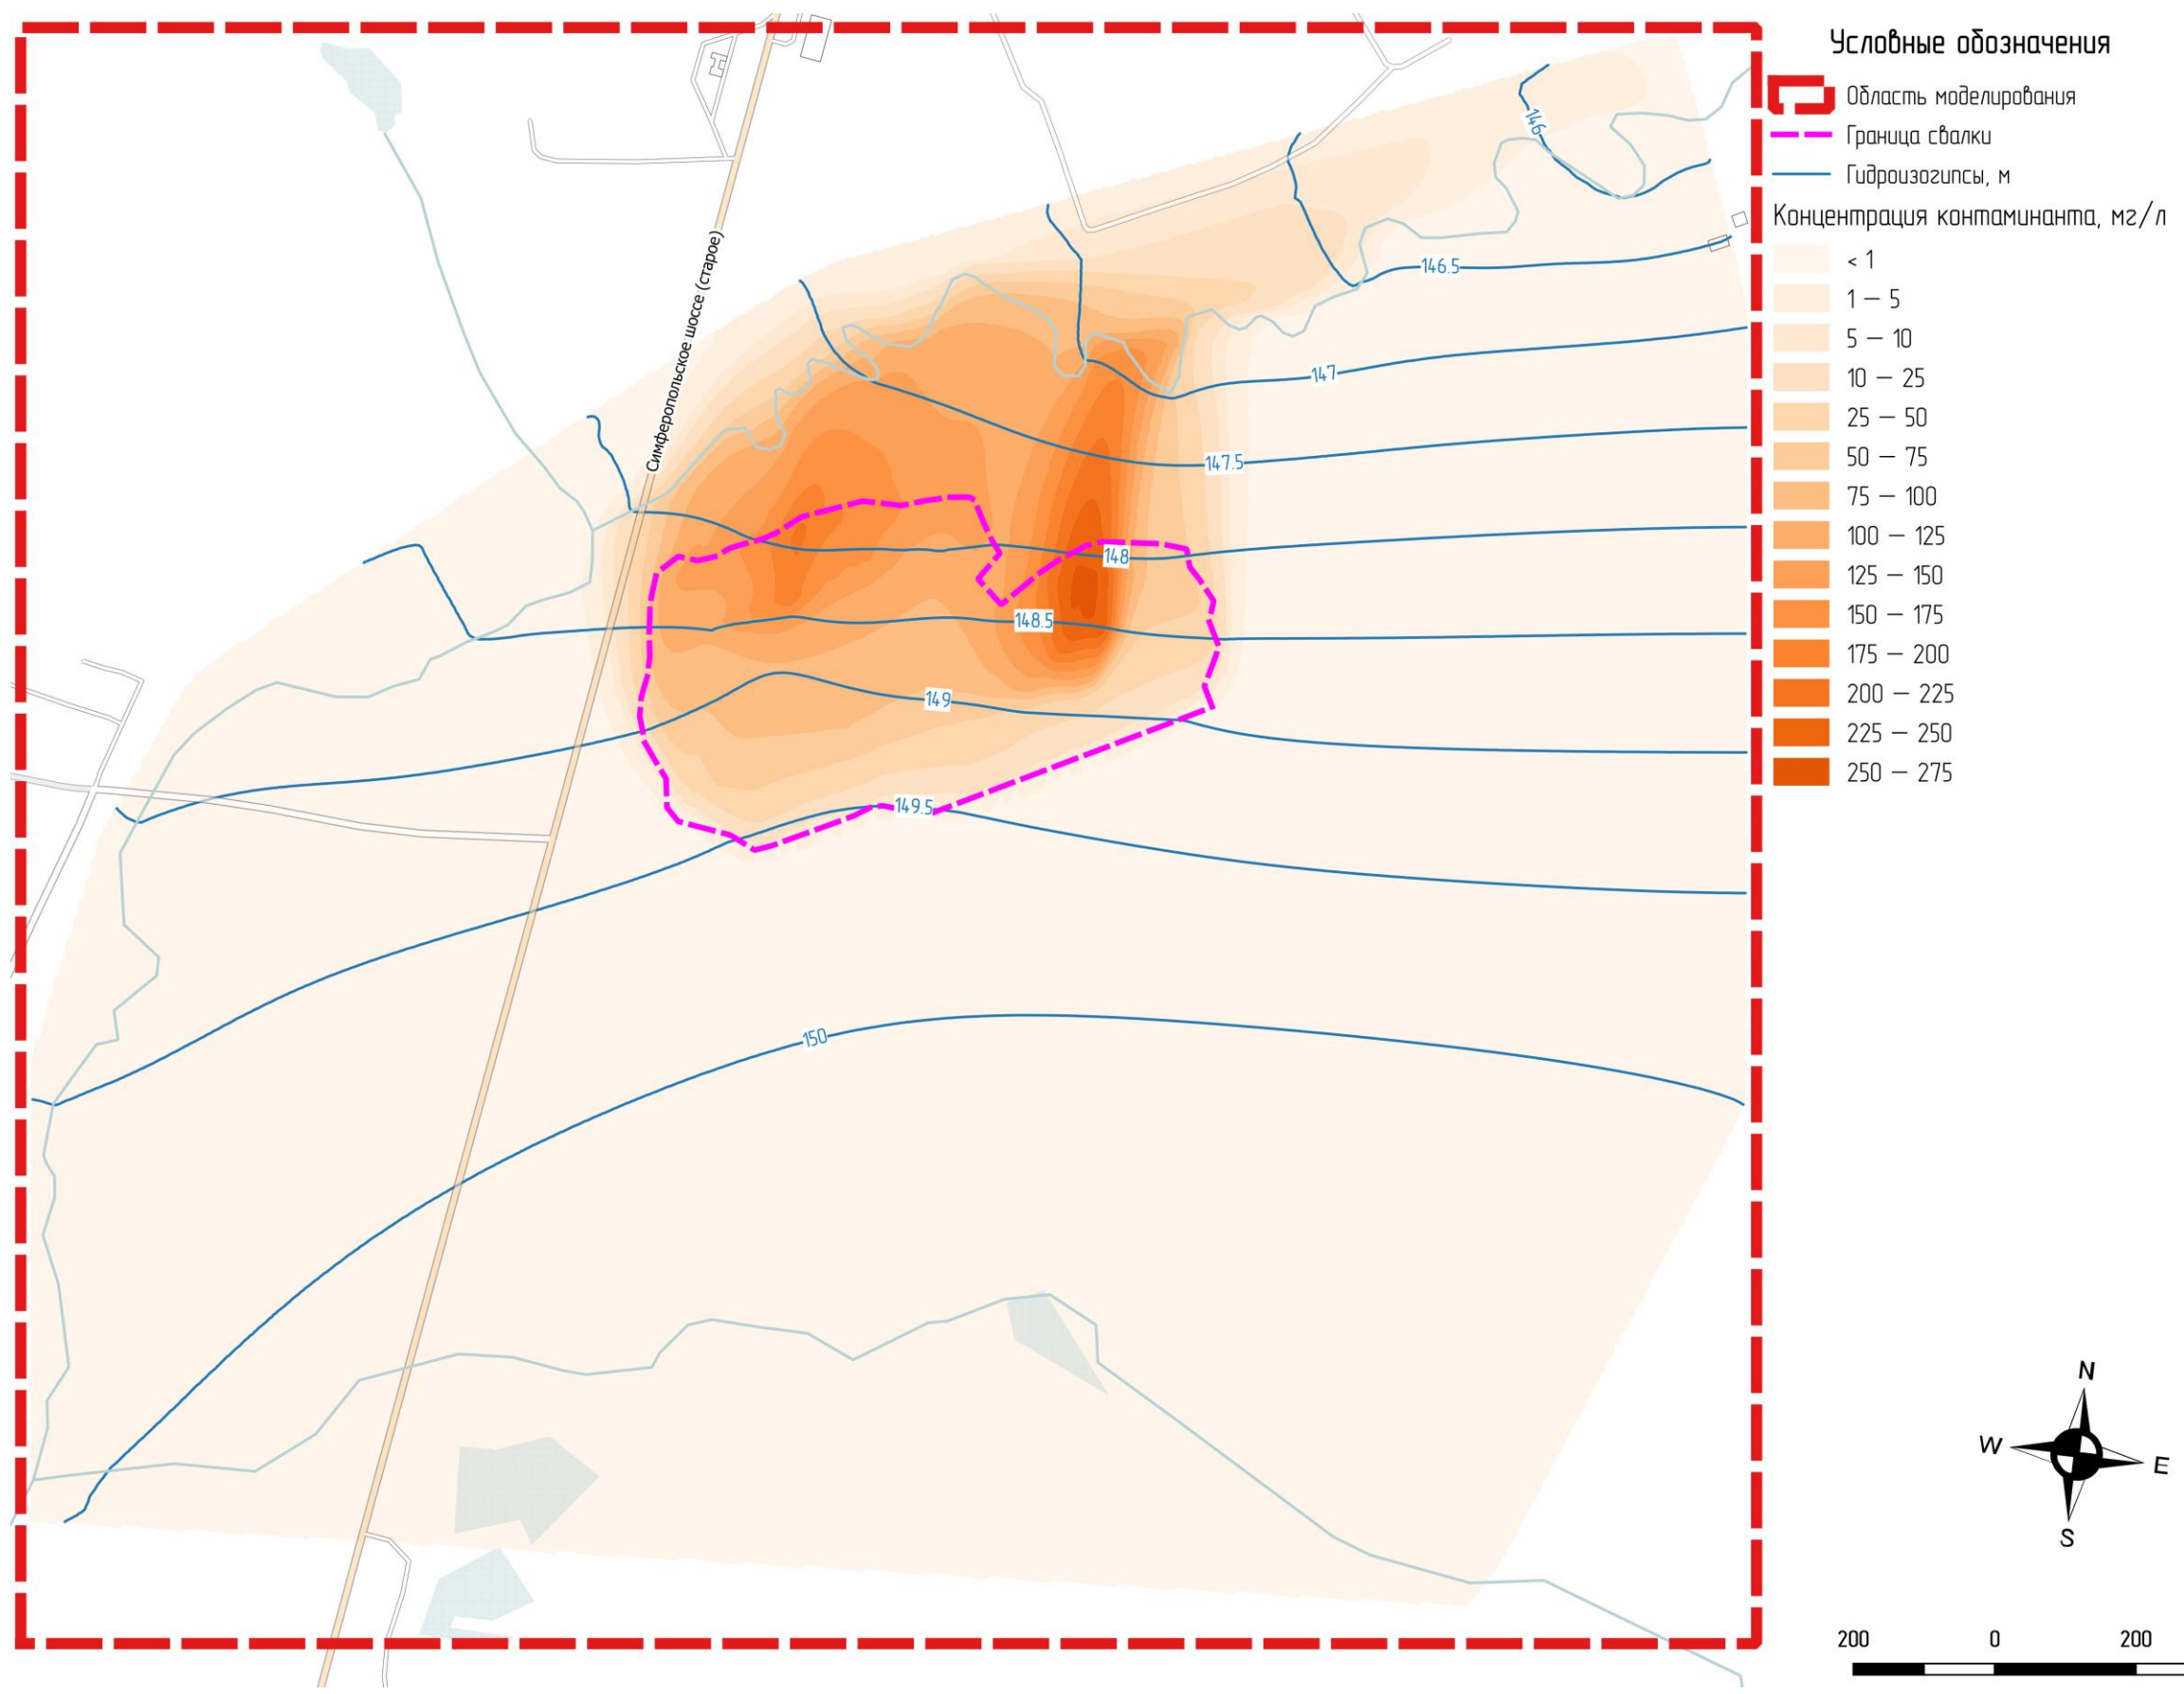 Условные обозначения
Область моделирования
Граница свалки
Гидроизогипсы, м
Концентрация контаминанта, мг/л
< 1
1 – 5
5 – 10
10 – 25
25 – 50
50 – 75
75 – 100
100 – 125
125 – 150
150 – 175
175 – 200
200 – 225
225 – 250
250 – 275
146
146.5
147
147.5
148
148.5
149
149.5
150
Симферопольское шоссе (старое)
N
W
E
S
200 0 200